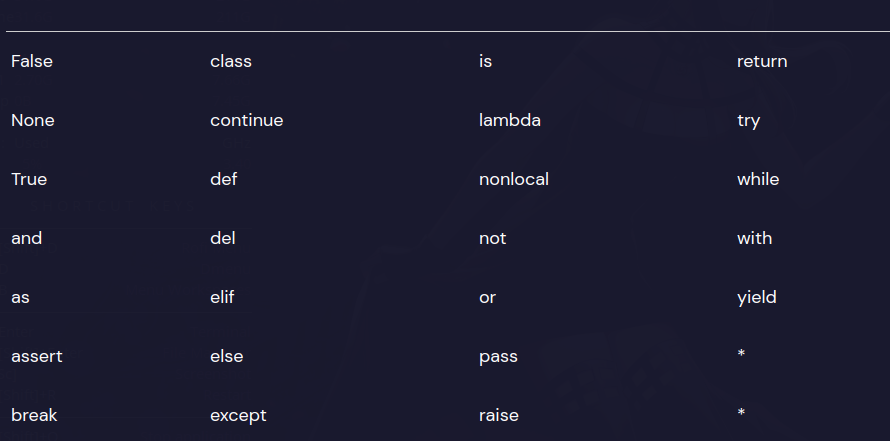 False class is return
None continue lambda try
True def nonlocal while
and del not with
as elif or yield
assert else pass *
break except raise *